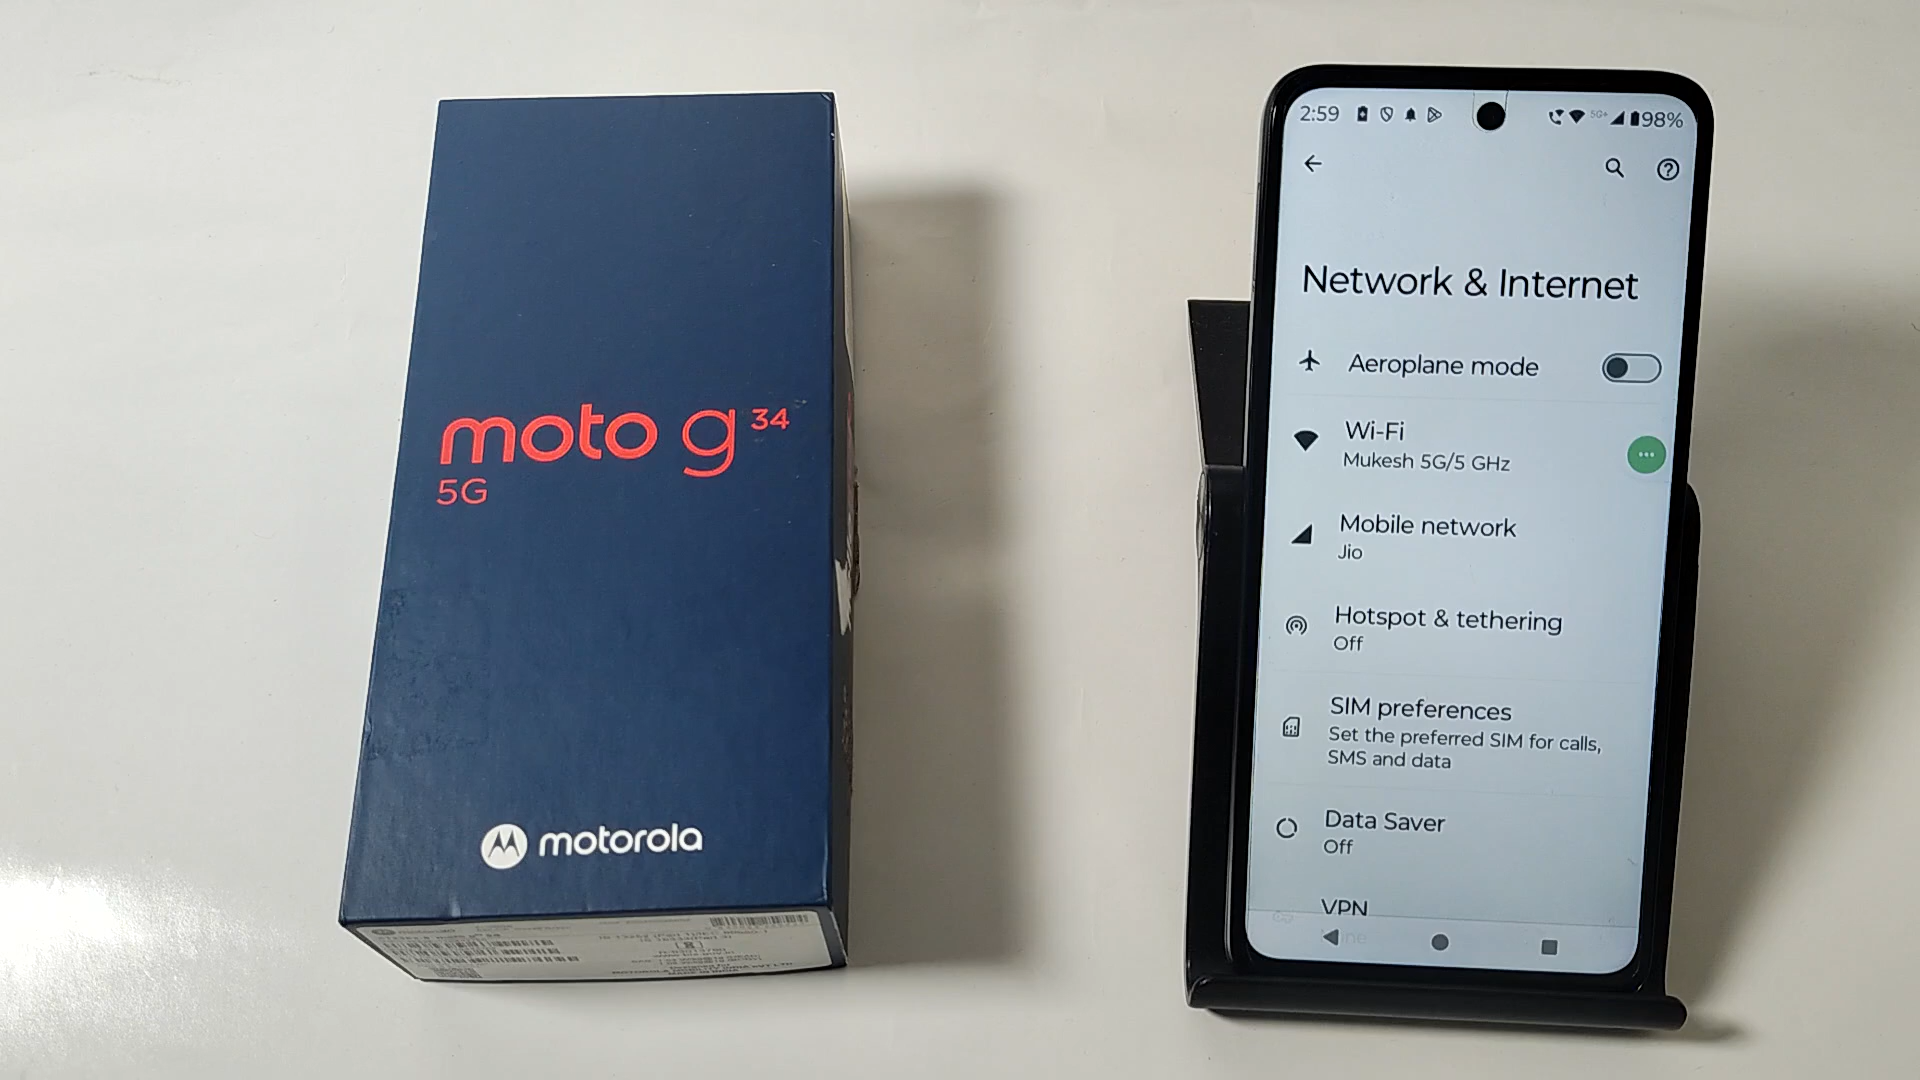 moto g 34
5G
motorola
2:59
5G+
98%
Network & Internet
Aeroplane mode
Wi-Fi
Mukesh 5G/5 GHz
Mobile network
Jio
Hotspot & tethering
Off
SIM preferences
Set the preferred SIM for calls,
SMS and data
Data Saver
Off
VPN